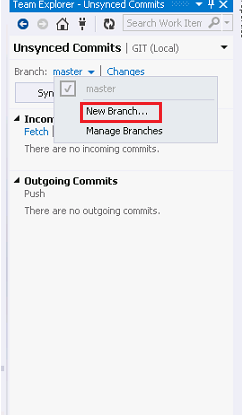 Team Explorer - Unsynced Commits
Search Work Item
Unsynced Commits | GIT (Local)
Branch: master | Changes
master
Syn
New Branch...
Manage Branches
Incom
Fetch
There are no incoming commits.
Outgoing Commits
Push
There are no outgoing commits.